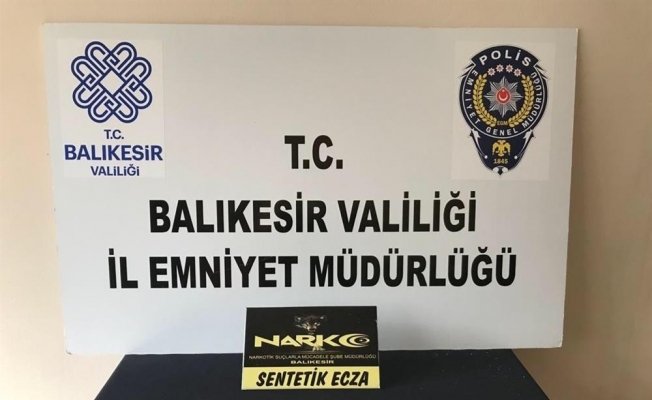 T.C.
BALIKESİR
VALİLİĞİ
POLİS
EMNİYET GENEL MÜDÜRLÜĞÜ
EGM
1845
T.C.
BALIKESİR VALİLİĞİ
İL EMNİYET MÜDÜRLÜĞÜ
NARKO
NARKOTİK SUÇLARLA MÜCADELE ŞUBE MÜDÜRLÜĞÜ
BALIKESİR
SENTETİK ECZA